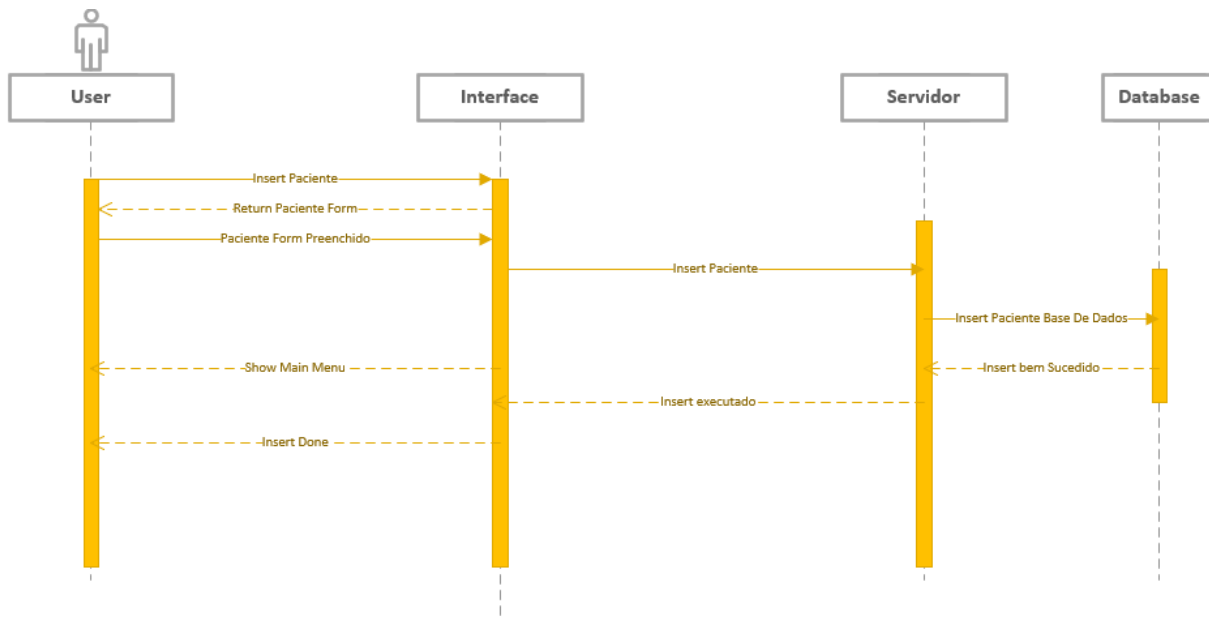 User
Interface
Servidor
Database
Insert Paciente
Return Paciente Form
Paciente Form Preenchido
Insert Paciente
Insert Paciente Base De Dados
Show Main Menu
Insert bem Sucedido
Insert executado
Insert Done